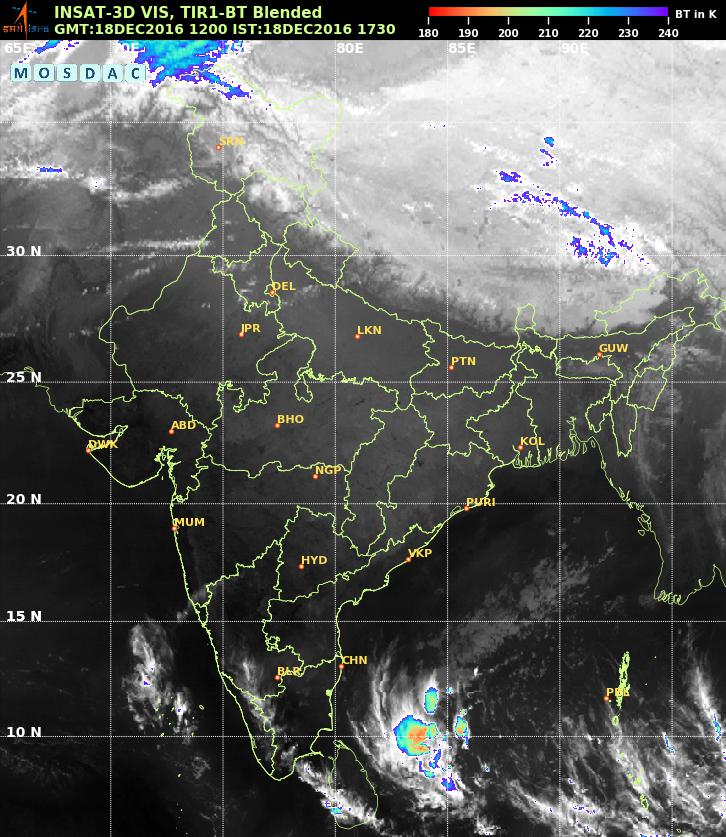 INSAT-3D VIS, TIR1-BT Blended
GMT:18DEC2016 1200 IST:18DEC2016 1730
BT in K
180 190 200 210 220 230 240
65E 70E 75E 80E 85E 90E
M O S D A C
SRN
30 N
DEL
JPR LKN
GUW
PTN
25 N
BHO
ABD
KOL
DWK
NGP
20 N
PURI
MUM
VKP
HYD
15 N
CHN
BLR
PBL
10 N